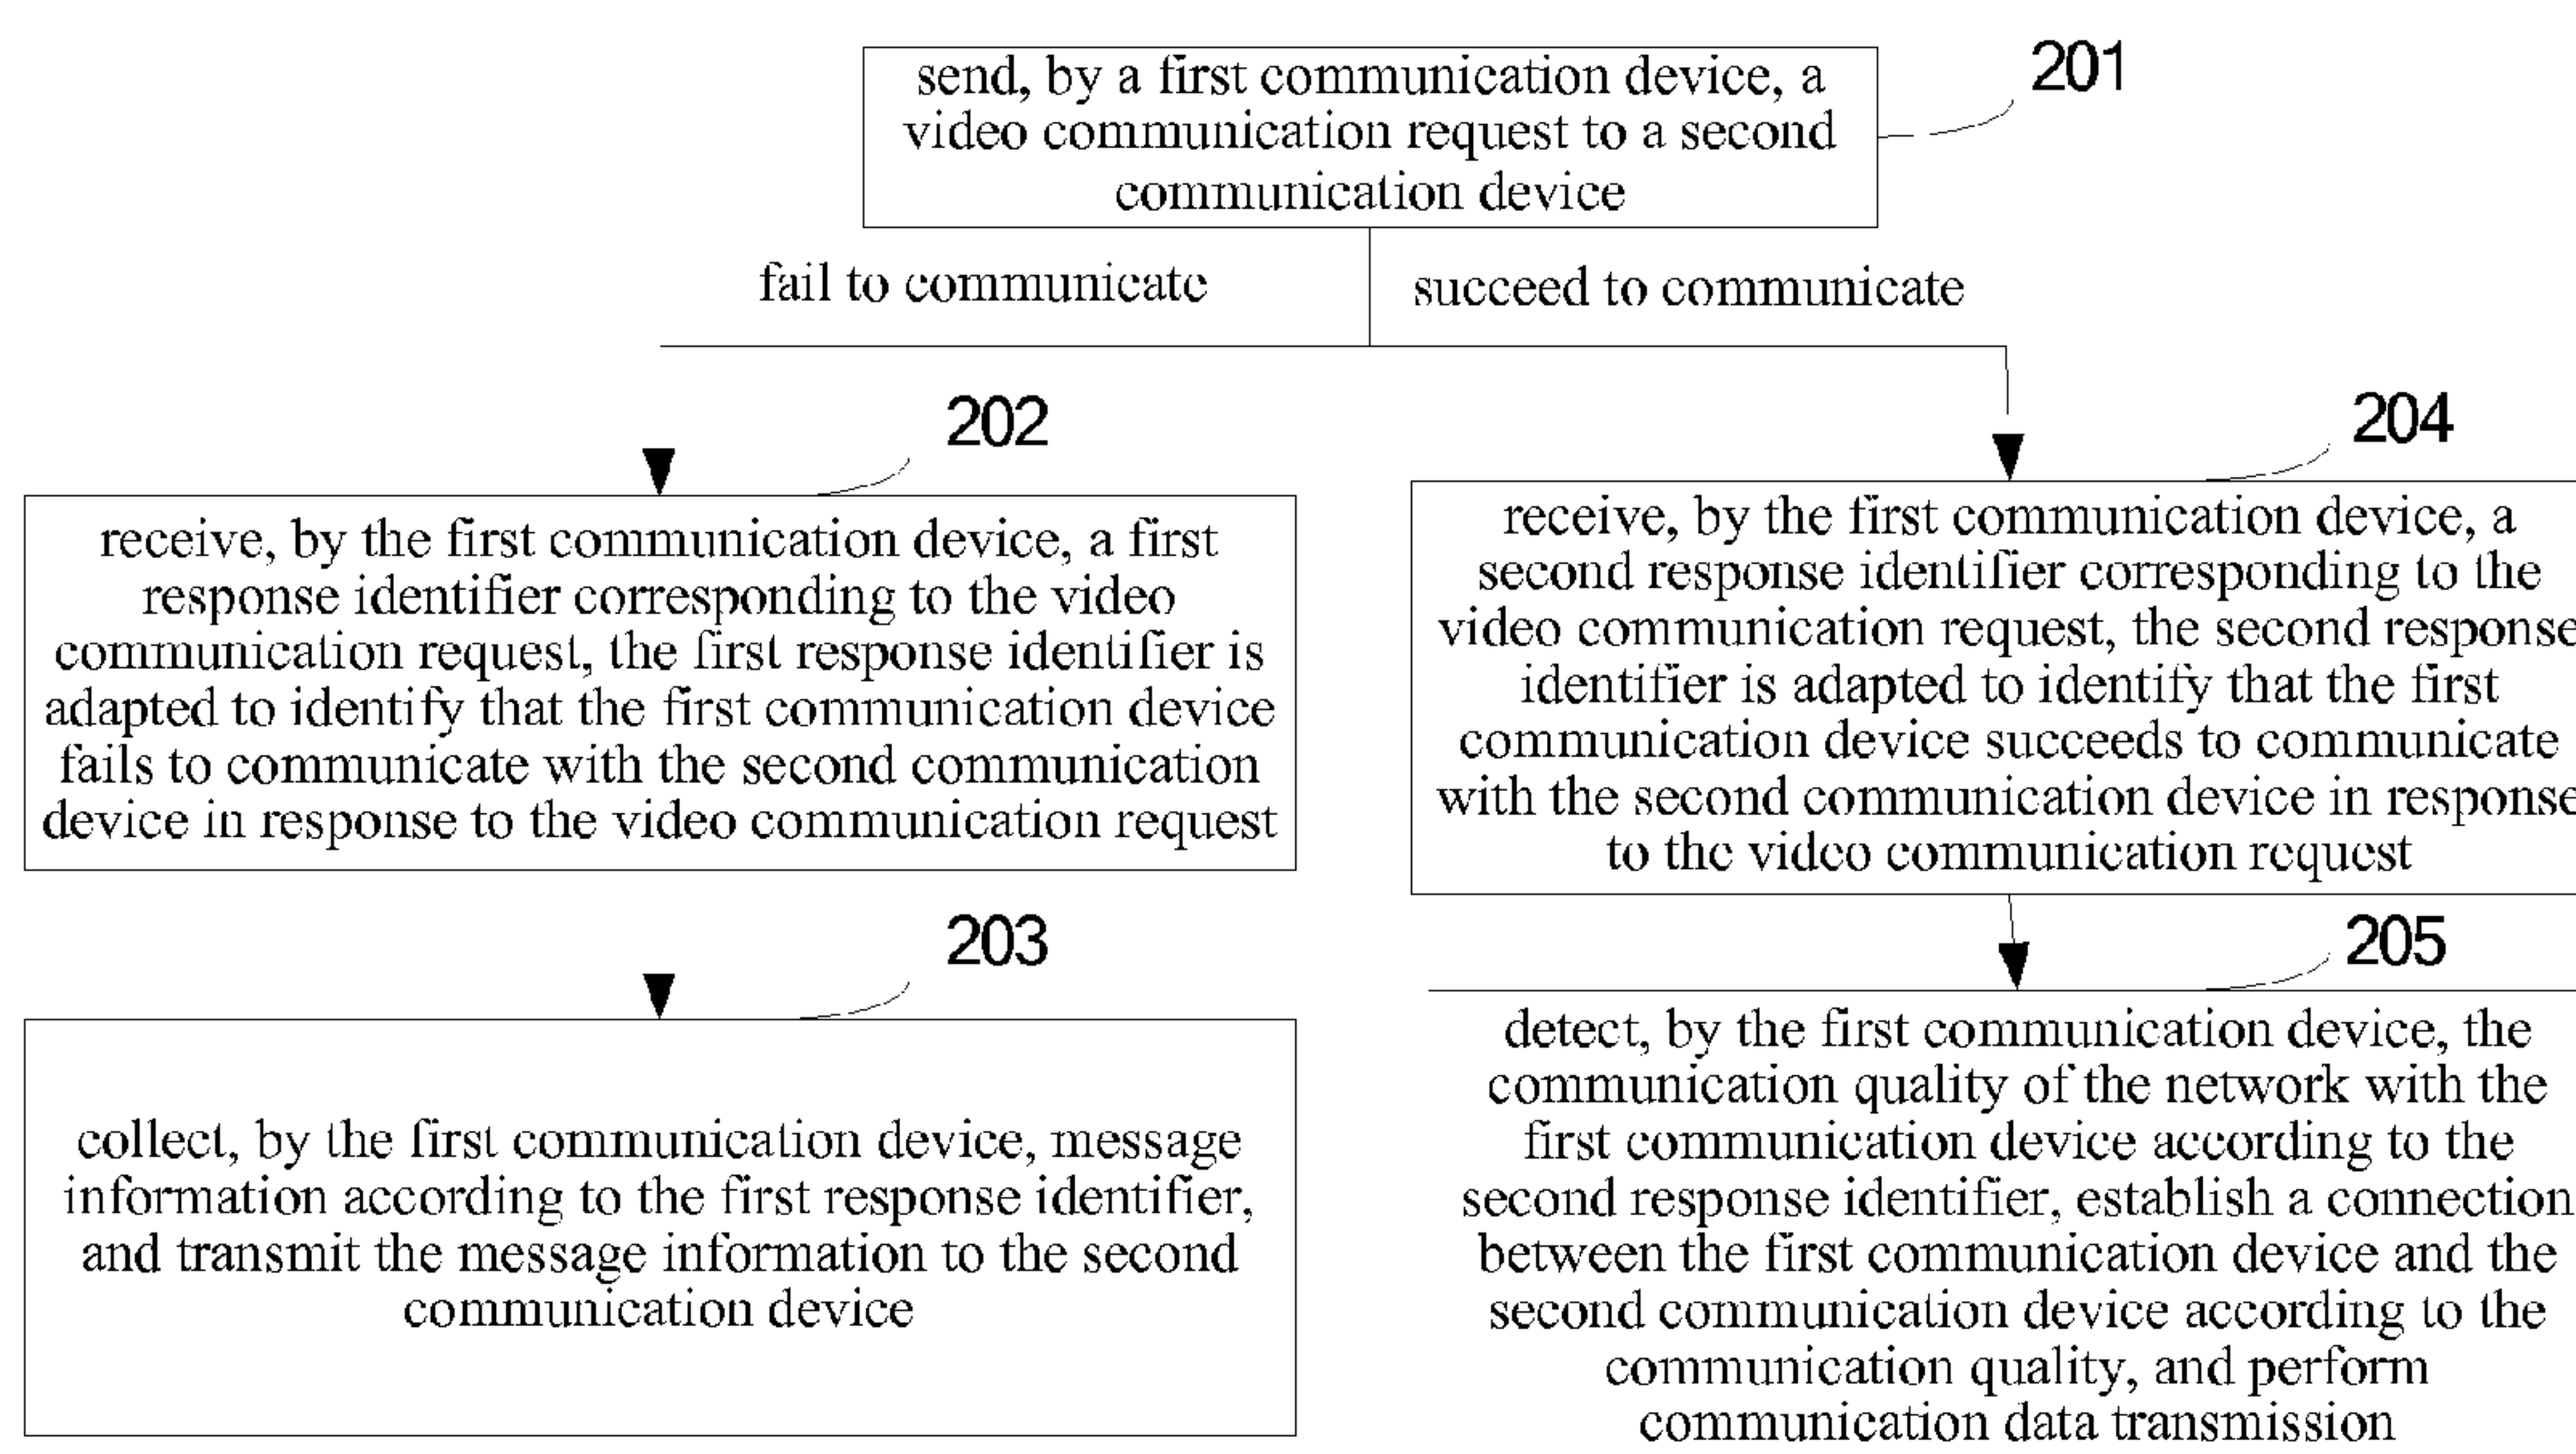 send, by a first communication device, a
video communication request to a second
communication device
201
fail to communicate
succeed to communicate
202
receive, by the first communication device, a first
response identifier corresponding to the video
communication request, the first response identifier is
adapted to identify that the first communication device
fails to communicate with the second communication
device in response to the video communication request
204
receive, by the first communication device, a
second response identifier corresponding to the
video communication request, the second response
identifier is adapted to identify that the first
communication device succeeds to communicate
with the second communication device in response
to the video communication request
203
collect, by the first communication device, message
information according to the first response identifier,
and transmit the message information to the second
communication device
205
detect, by the first communication device, the
communication quality of the network with the
first communication device according to the
second response identifier, establish a connection
between the first communication device and the
second communication device according to the
communication quality, and perform
communication data transmission